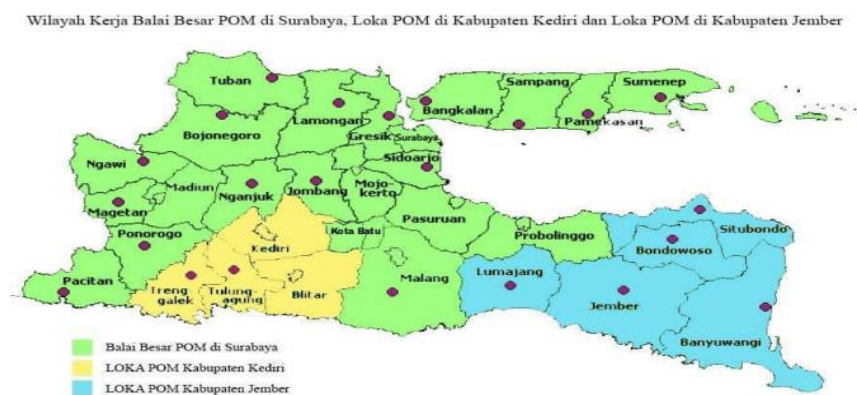 Wilayah Kerja Balai Besar POM di Surabaya, Loka POM di Kabupaten Kediri dan Loka POM di Kabupaten Jember
Tuban
Lamongan
Bangkalan
Sampang
Sumenep
Pamekasan
Bojonegoro
Gresik
Surabaya
Sidoarjo
Ngawi
Madiun
Nganjuk
Jombang
Mojo-
kerto
Magetan
Pasuruan
Ponorogo
Kediri
Kota Batu
Probolinggo
Situbondo
Bondowoso
Pacitan
Treng
galek
Tulung-
agung
Blitar
Malang
Lumajang
Jember
Banyuwangi
Balai Besar POM di Surabaya
LOKA POM Kabupaten Kediri
LOKA POM Kabupaten Jember